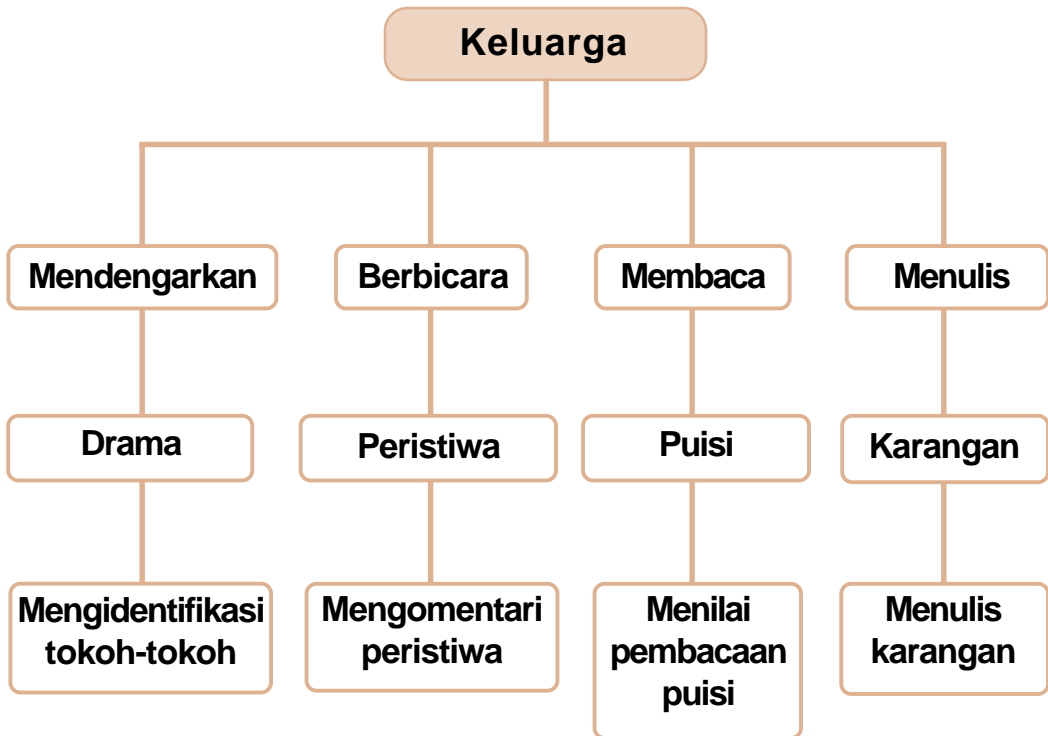 Keluarga
Mendengarkan
Berbicara
Membaca
Menulis
Drama
Peristiwa
Puisi
Karangan
Mengidentifikasi
tokoh-tokoh
Mengomentari
peristiwa
Menilai
pembacaan
puisi
Menulis
karangan